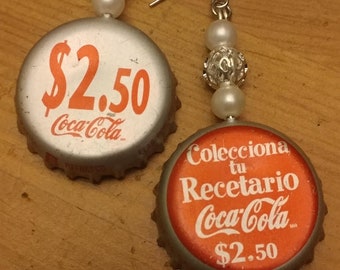 $2.50
Coca-Cola
Colecciona
tu
Recetario
Coca-Cola
$2.50